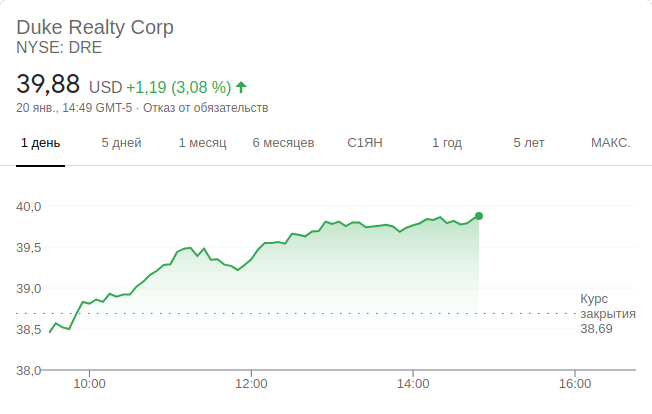 Duke Realty Corp
NYSE: DRE
39,88 USD +1,19 (3,08 %)
20 янв., 14:49 GMT-5 · Отказ от обязательств
1 день 5 дней 1 месяц 6 месяцев С1ЯН 1 год 5 лет МАКС.
40,0
39,5
39,0
Курс
закрытия
38,69
38,5
38,0
10:00 12:00 14:00 16:00